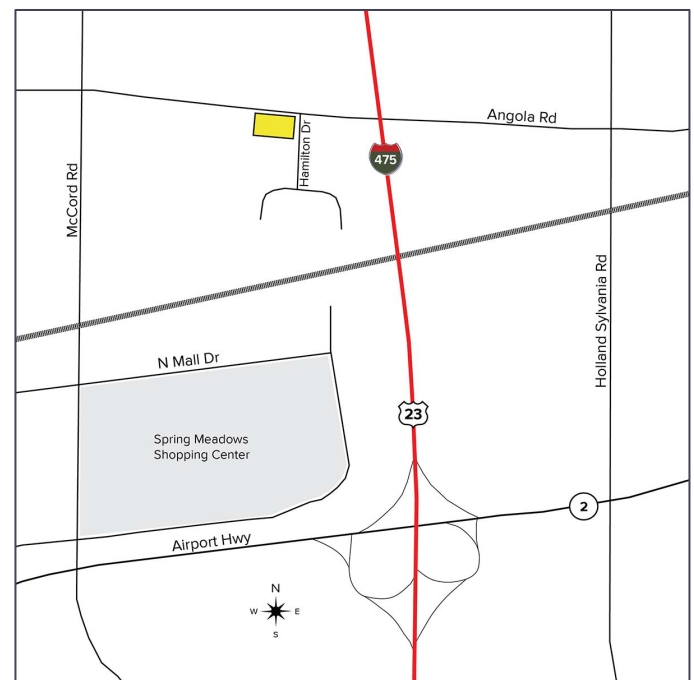 Angola Rd
Hamilton Dr
475
McCord Rd
Holland Sylvania Rd
N Mall Dr
23
Spring Meadows
Shopping Center
2
Airport Hwy
N
W
E
S